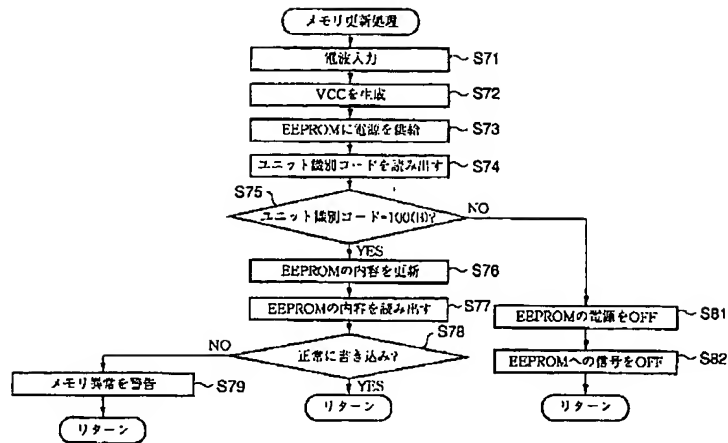 メモリ更新処理
電波入力
S71
VCCを生成
S72
EEPROMに電源を供給
S73
ユニット識別コードを読み出す
S74
S75
ユニット識別コード=100(B)?
NO
YES
EEPROMの内容を更新
S76
EEPROMの内容を読み出す
S77
EEPROMの電源をOFF
S81
S78
NO
正常に書き込み?
EEPROMへの信号をOFF
S82
メモリ異常を警告
S79
YES
リターン
リターン
リターン